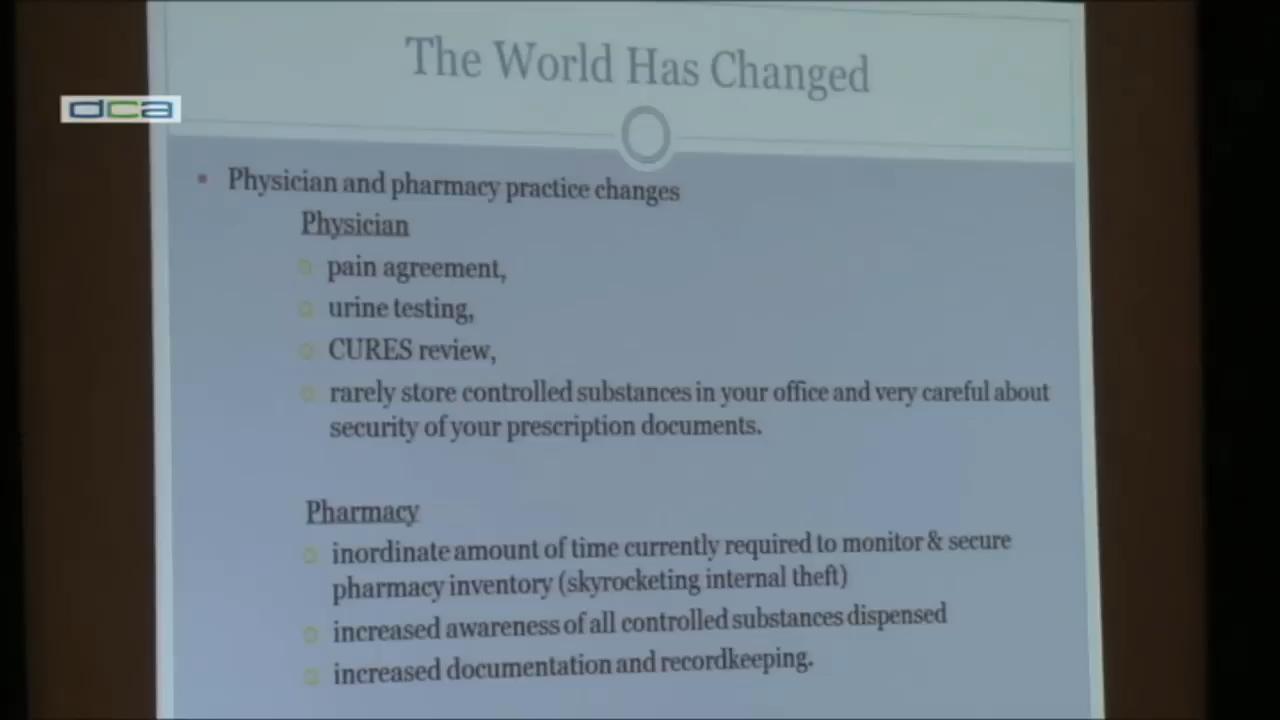 The World Has Changed
dca
Physician and pharmacy practice changes
Physician
pain agreement,
urine testing,
CURES review,
rarely store controlled substances in your office and very careful about
security of your prescription documents.
Pharmacy
inordinate amount of time currently required to monitor & secure
pharmacy inventory (skyrocketing internal theft)
increased awareness of all controlled substances dispensed
increased documentation and recordkeeping.